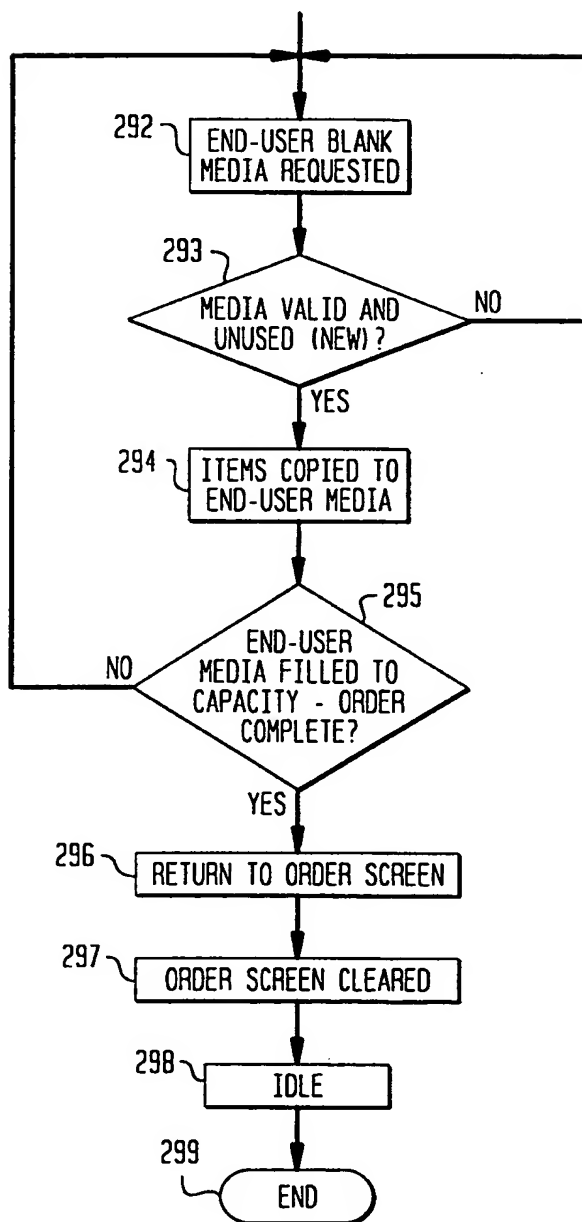 292
END-USER BLANK
MEDIA REQUESTED
293
MEDIA VALID AND
UNUSED (NEW)?
NO
YES
294
ITEMS COPIED TO
END-USER MEDIA
295
END-USER
MEDIA FILLED TO
CAPACITY - ORDER
COMPLETE?
NO
YES
296
RETURN TO ORDER SCREEN
297
ORDER SCREEN CLEARED
298
IDLE
299
END